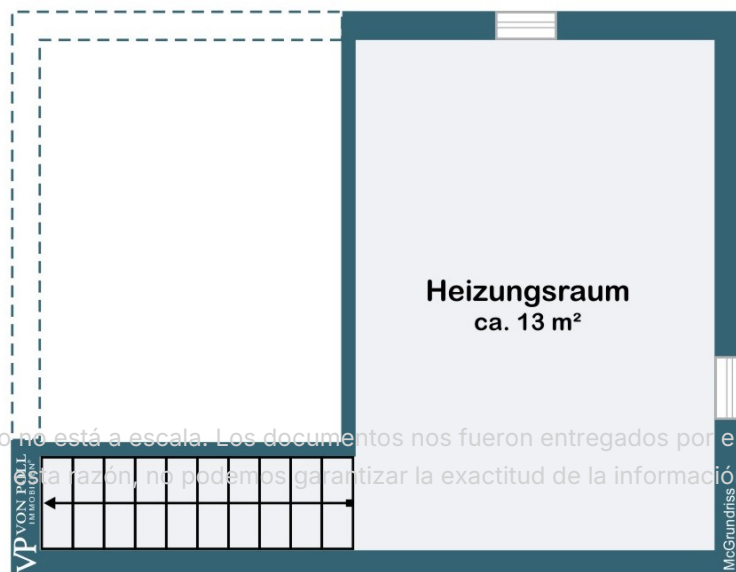 Heizungsraum
ca. 13 m²
o no está a escala. Los documentos nos fueron entregados por e
esta razón, no podemos garantizar la exactitud de la informació
VP VON POLL
IMMOBILIEN
McGrundriss